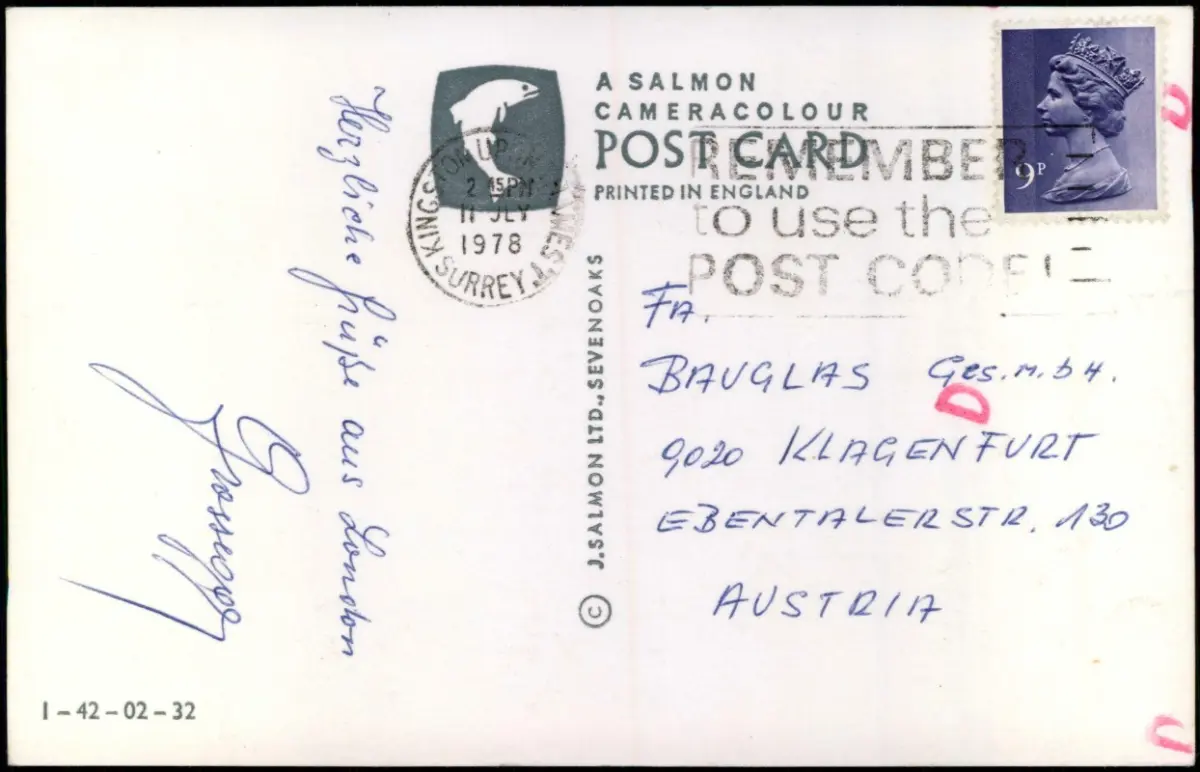 A SALMON
CAMERACOLOUR
POST CARD
PRINTED IN ENGLAND
9P
KINGSTON UPON THAMES
SURREY
2 15PM
11 JLY
1978
REMEMBER
to use the
POST CODE!
Herzliche Grüße aus London
© J. SALMON LTD., SEVENOAKS
FA.
BAUGLAS Ges.m.bH.
D
9020 KLAGENFURT
EBENTALERSTR. 130
AUSTRIA
1-42-02-32